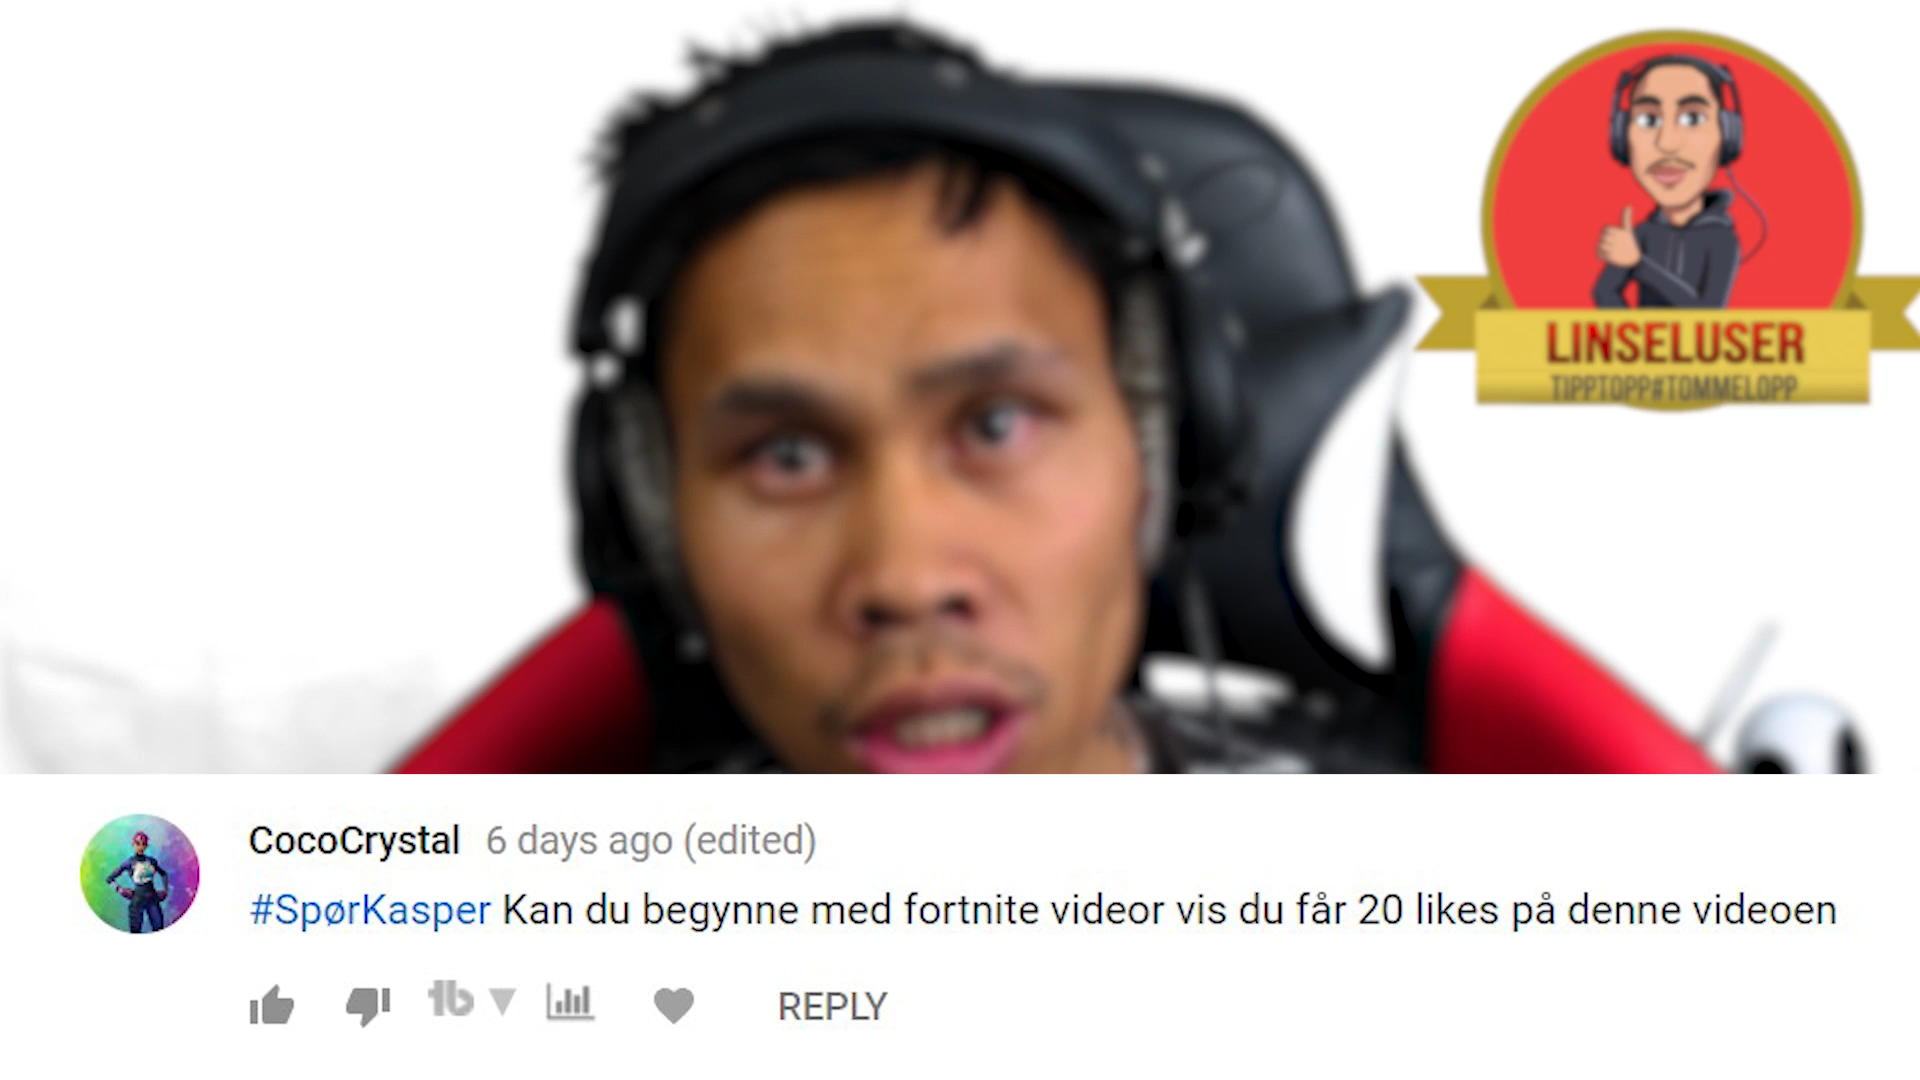 LINSELUSER
TIPPTOPP#TOMMELOPP
CocoCrystal 6 days ago (edited)
#SpørKasper Kan du begynne med fortnite videor vis du får 20 likes på denne videoen
tb
REPLY